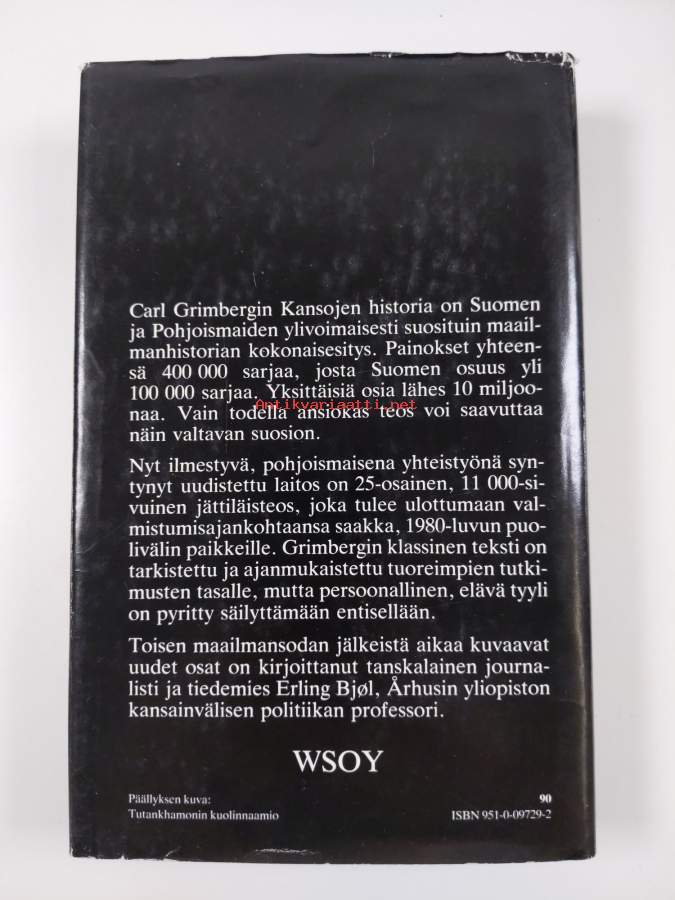 Carl Grimbergin Kansojen historia on Suomen
ja Pohjoismaiden ylivoimaisesti suosituin maail-
manhistorian kokonaisesitys. Painokset yhteen-
sä 400 000 sarjaa, josta Suomen osuus yli
100 000 sarjaa. Yksittäisiä osia lähes 10 miljoo-
Antikvariaatti.net
naa. Vain todella ansiokas teos voi saavuttaa
näin valtavan suosion.
Nyt ilmestyvä, pohjoismaisena yhteistyönä syn-
tynyt uudistettu laitos on 25-osainen, 11 000-si-
vuinen jättiläisteos, joka tulee ulottumaan val-
mistumisajankohtaansa saakka, 1980-luvun puo-
livälin paikkeille. Grimbergin klassinen teksti on
tarkistettu ja ajanmukaistettu tuoreimpien tutki-
musten tasalle, mutta persoonallinen, elävä tyyli
on pyritty säilyttämään entisellään.
Toisen maailmansodan jälkeistä aikaa kuvaavat
uudet osat on kirjoittanut tanskalainen journa-
listi ja tiedemies Erling Bjøl, Århusin yliopiston
kansainvälisen politiikan professori.
WSOY
Päällyksen kuva:
Tutankhamonin kuolinnaamio
90
ISBN 951-0-09729-2